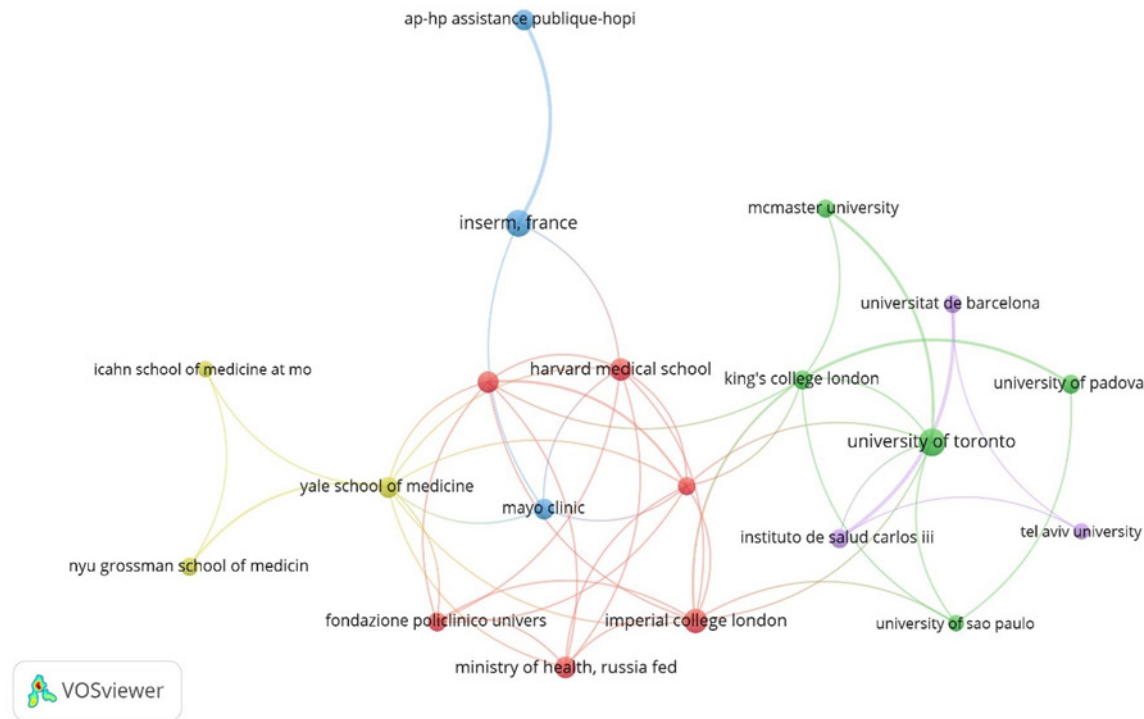 ap-hp assistance publique-hopi
mcmaster university
inserm, france
universitat de barcelona
icahn school of medicine at mo
harvard medical school
king's college london
university of padova
university of toronto
yale school of medicine
mayo clinic
instituto de salud carlos iii
tel aviv university
nyu grossman school of medicin
fondazione policlinico univers
imperial college london
university of sao paulo
ministry of health, russia fed
VOSviewer